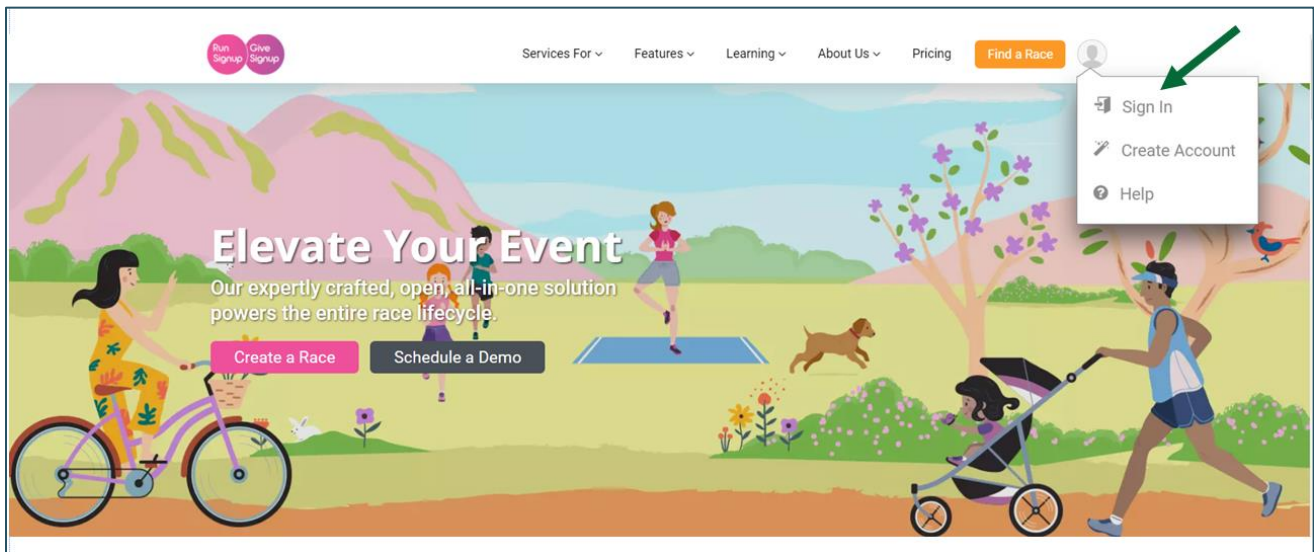 Run Give
Signup Signup
Services For
Features
Learning
About Us
Pricing
Find a Race
Sign In
Create Account
Help
Elevate Your Event
Our expertly crafted, open, all-in-one solution
powers the entire race lifecycle.
Create a Race
Schedule a Demo